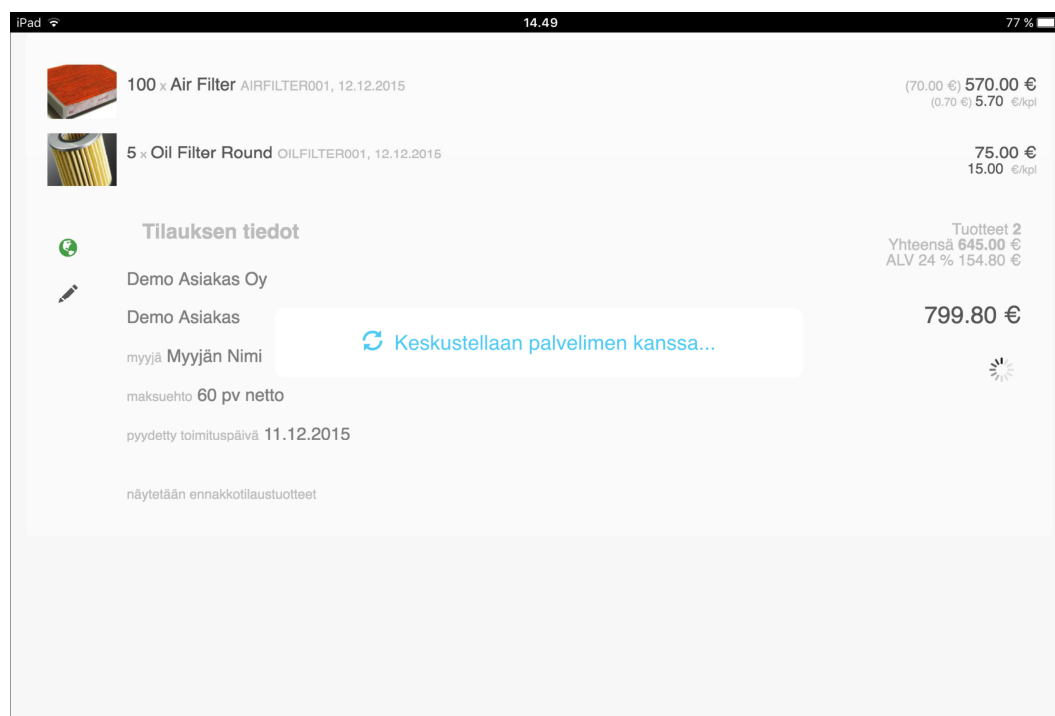 iPad 14.49 77 %
100 x Air Filter AIRFILTER001, 12.12.2015 (70.00 €) 570.00 €
(0.70 €) 5.70 €/kpl
5 x Oil Filter Round OILFILTER001, 12.12.2015 75.00 €
15.00 €/kpl
Tilauksen tiedot
Tuotteet 2
Yhteensä 645.00 €
ALV 24 % 154.80 €
Demo Asiakas Oy
Demo Asiakas
799.80 €
Keskustellaan palvelimen kanssa...
myyjä Myyjän Nimi
maksuehto 60 pv netto
pyydetty toimituspäivä 11.12.2015
näytetään ennakkotilaustuotteet